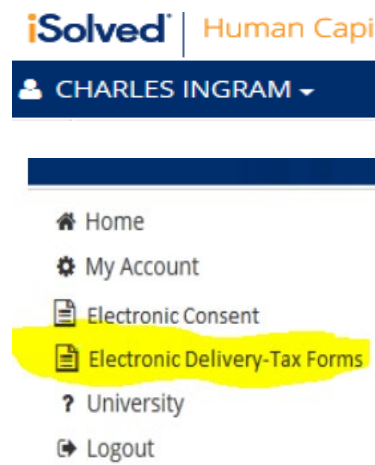 iSolved Human Capi
CHARLES INGRAM
Home
My Account
Electronic Consent
Electronic Delivery-Tax Forms
? University
Logout